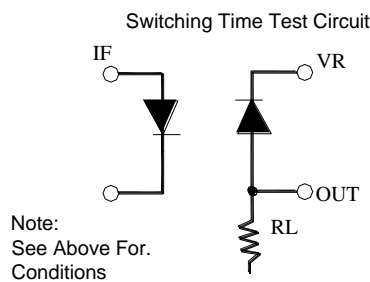 Switching Time Test Circuit
IF
VR
OUT
RL
Note:
See Above For.
Conditions